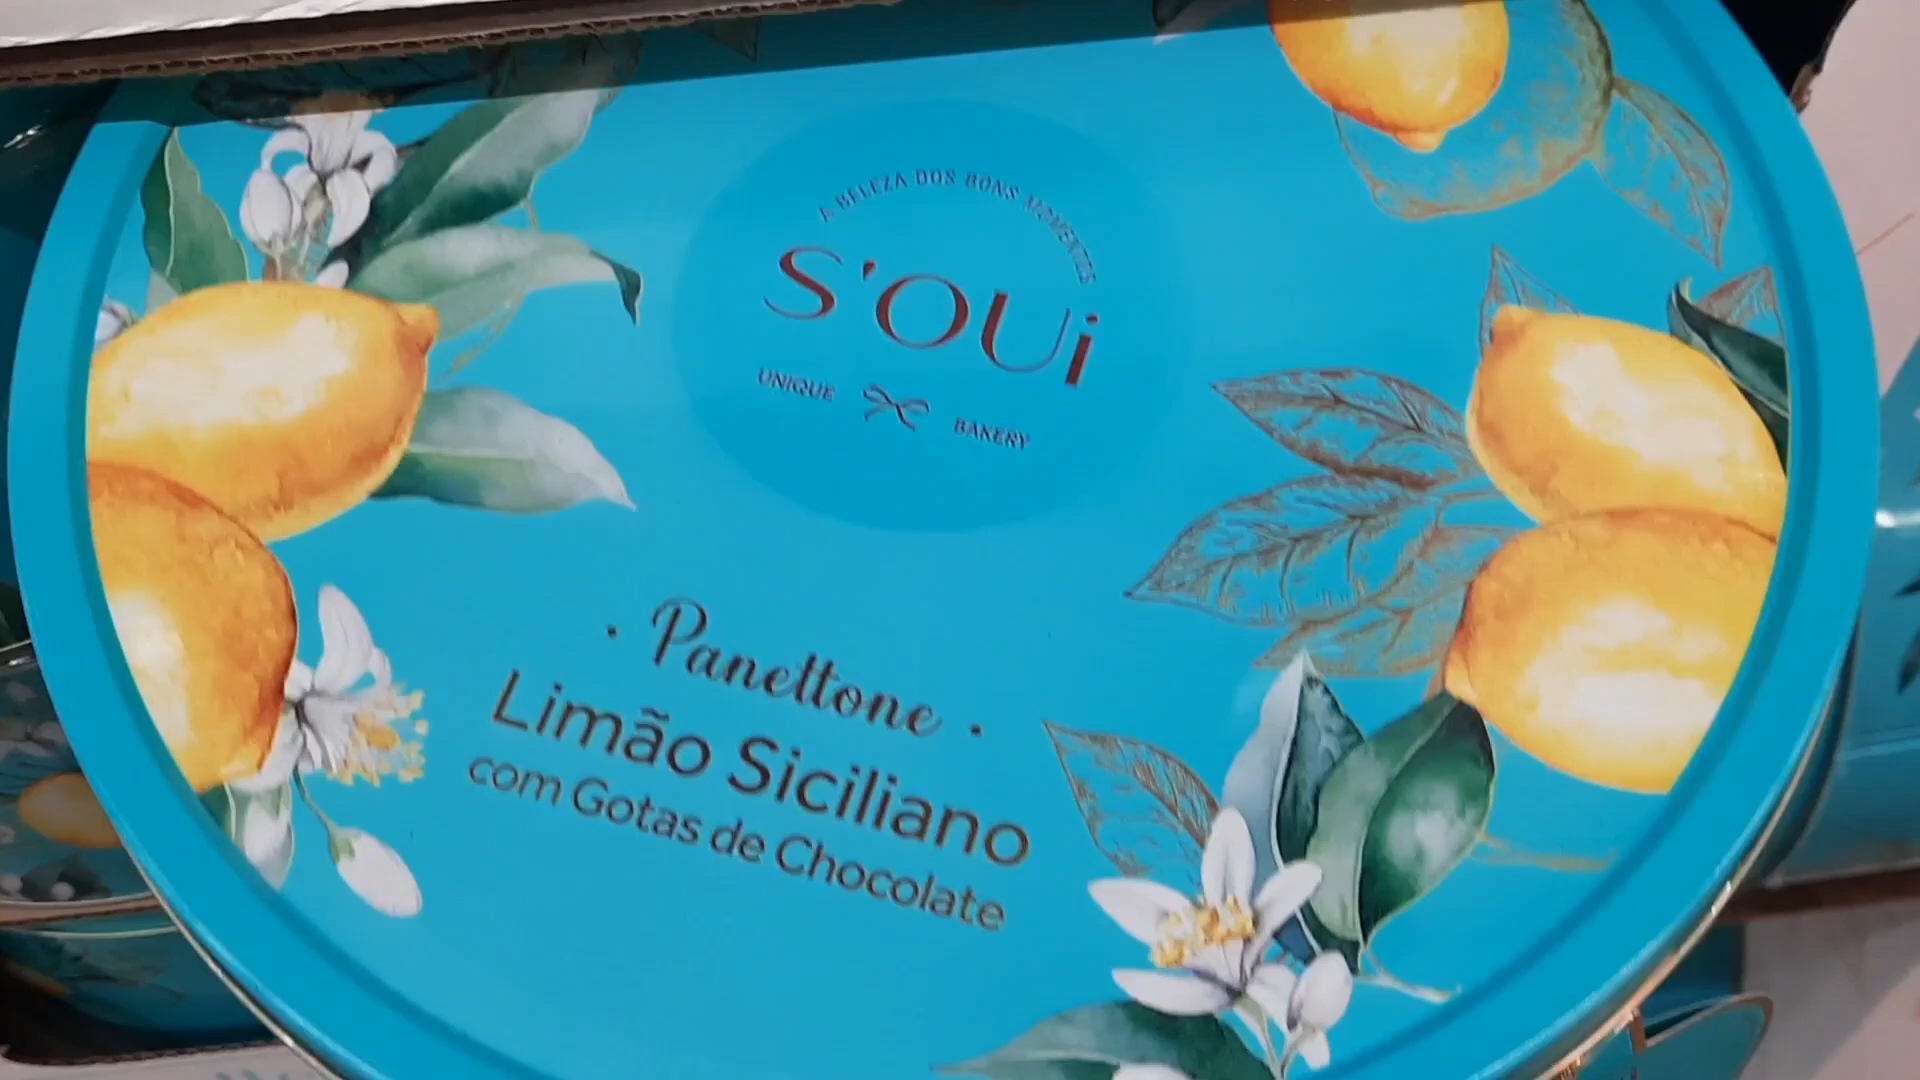 A BELEZA DOS BONS MOMENTOS
S'OUi
UNIQUE BAKERY
· Panettone ·
Limão Siciliano
com Gotas de Chocolate